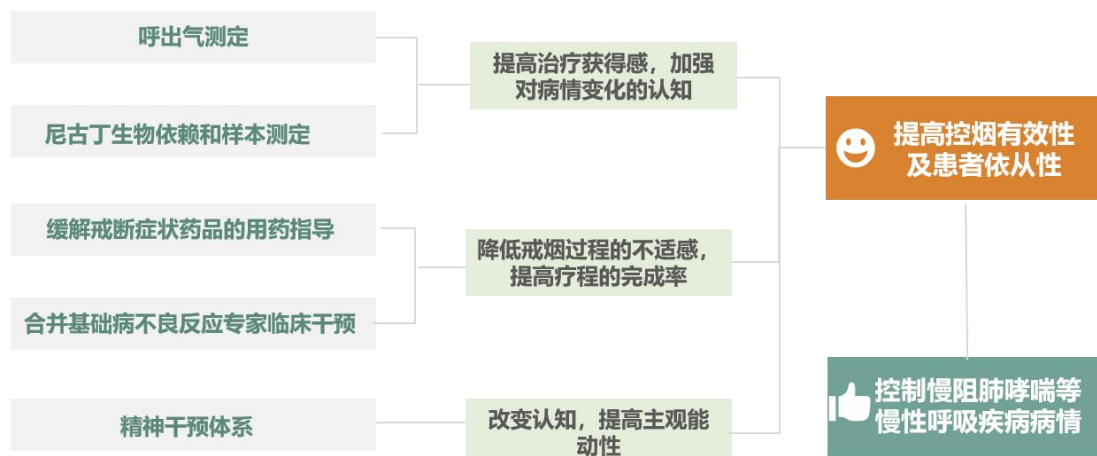 呼出气测定
尼古丁生物依赖和样本测定
缓解戒断症状药品的用药指导
合并基础病不良反应专家临床干预
精神干预体系
提高治疗获得感，加强
对病情变化的认知
降低戒烟过程的不适感，
提高疗程的完成率
改变认知，提高主观能
动性
提高控烟有效性
及患者依从性
控制慢阻肺哮喘等
慢性呼吸疾病病情